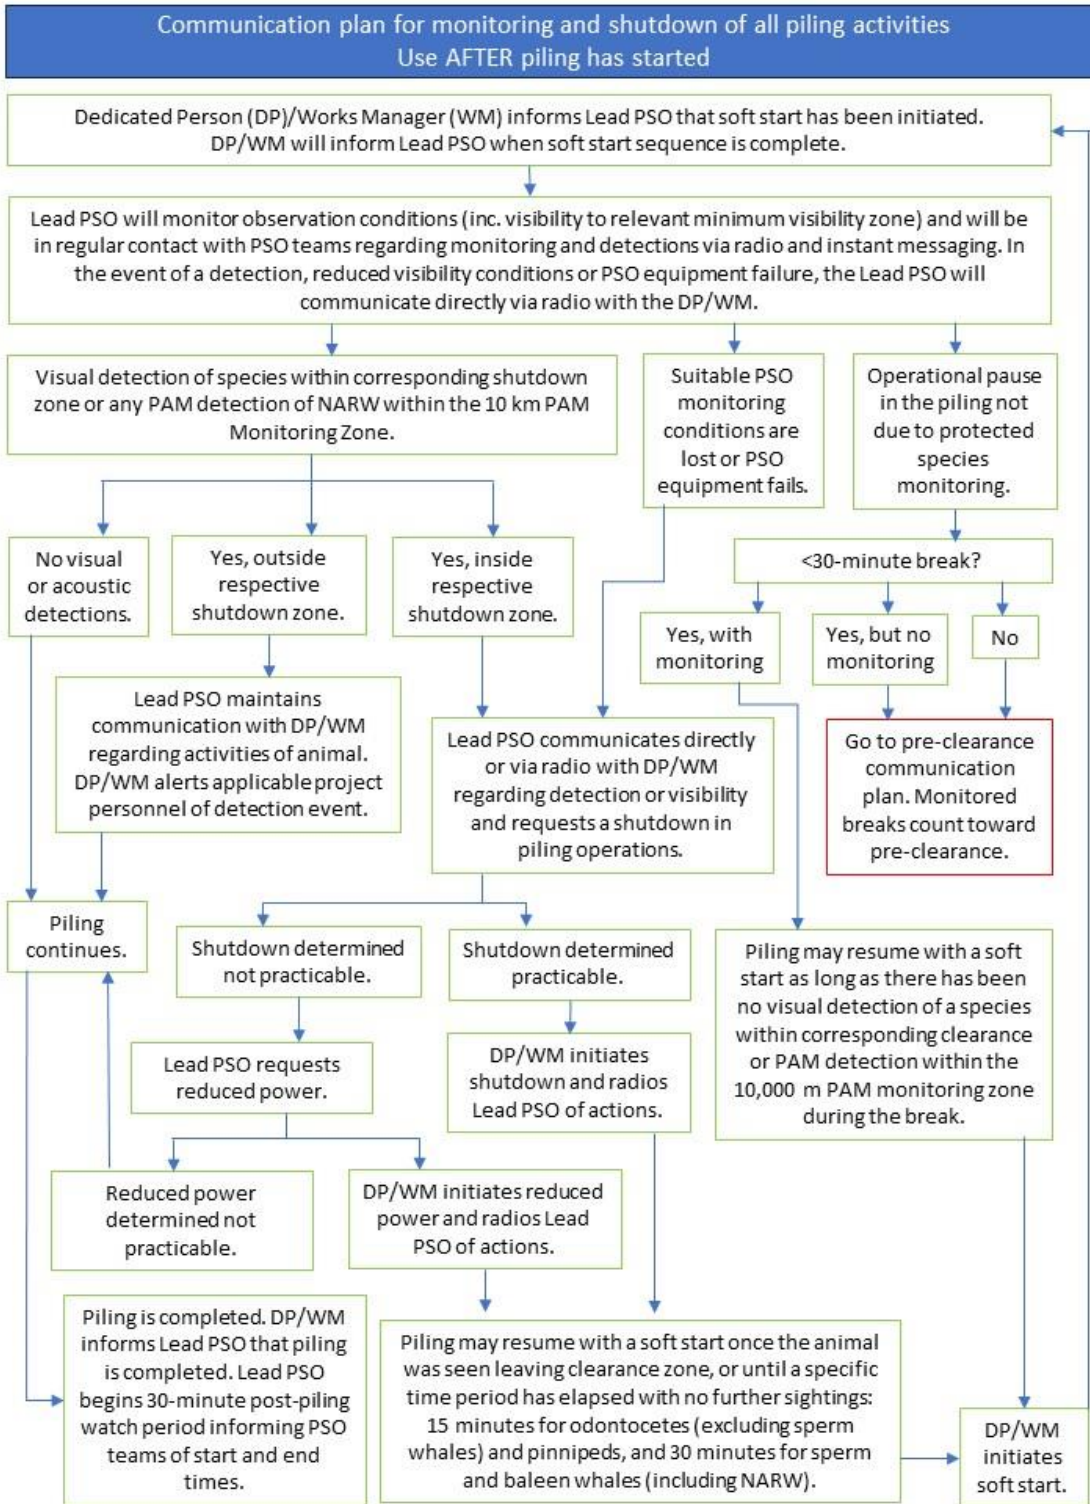 Communication plan for monitoring and shutdown of all piling activities
Use AFTER piling has started
Dedicated Person (DP)/Works Manager (WM) informs Lead PSO that soft start has been initiated.
DP/WM will inform Lead PSO when soft start sequence is complete.
Lead PSO will monitor observation conditions (inc. visibility to relevant minimum visibility zone) and will be
in regular contact with PSO teams regarding monitoring and detections via radio and instant messaging. In
the event of a detection, reduced visibility conditions or PSO equipment failure, the Lead PSO will
communicate directly via radio with the DP/WM.
Visual detection of species within corresponding shutdown
zone or any PAM detection of NARW within the 10 km PAM
Monitoring Zone.
Suitable PSO
monitoring
conditions are
lost or PSO
equipment fails.
Operational pause
in the piling not
due to protected
species
monitoring.
No visual
or acoustic
detections.
Yes, outside
respective
shutdown zone.
Yes, inside
respective
shutdown zone.
<30-minute break?
Yes, with
monitoring
Yes, but no
monitoring
No
Lead PSO maintains
communication with DP/WM
regarding activities of animal.
DP/WM alerts applicable project
personnel of detection event.
Lead PSO communicates directly
or via radio with DP/WM
regarding detection or visibility
and requests a shutdown in
piling operations.
Go to pre-clearance
communication
plan. Monitored
breaks count toward
pre-clearance.
Piling
continues.
Shutdown determined
not practicable.
Shutdown determined
practicable.
Piling may resume with a soft
start as long as there has been
no visual detection of a species
within corresponding clearance
or PAM detection within the
10,000 m PAM monitoring zone
during the break.
Lead PSO requests
reduced power.
DP/WM initiates
shutdown and radios
Lead PSO of actions.
Reduced power
determined not
practicable.
DP/WM initiates reduced
power and radios Lead
PSO of actions.
Piling is completed. DP/WM
informs Lead PSO that piling
is completed. Lead PSO
begins 30-minute post-piling
watch period informing PSO
teams of start and end
times.
Piling may resume with a soft start once the animal
was seen leaving clearance zone, or until a specific
time period has elapsed with no further sightings:
15 minutes for odontocetes (excluding sperm
whales) and pinnipeds, and 30 minutes for sperm
and baleen whales (including NARW).
DP/WM
initiates
soft start.